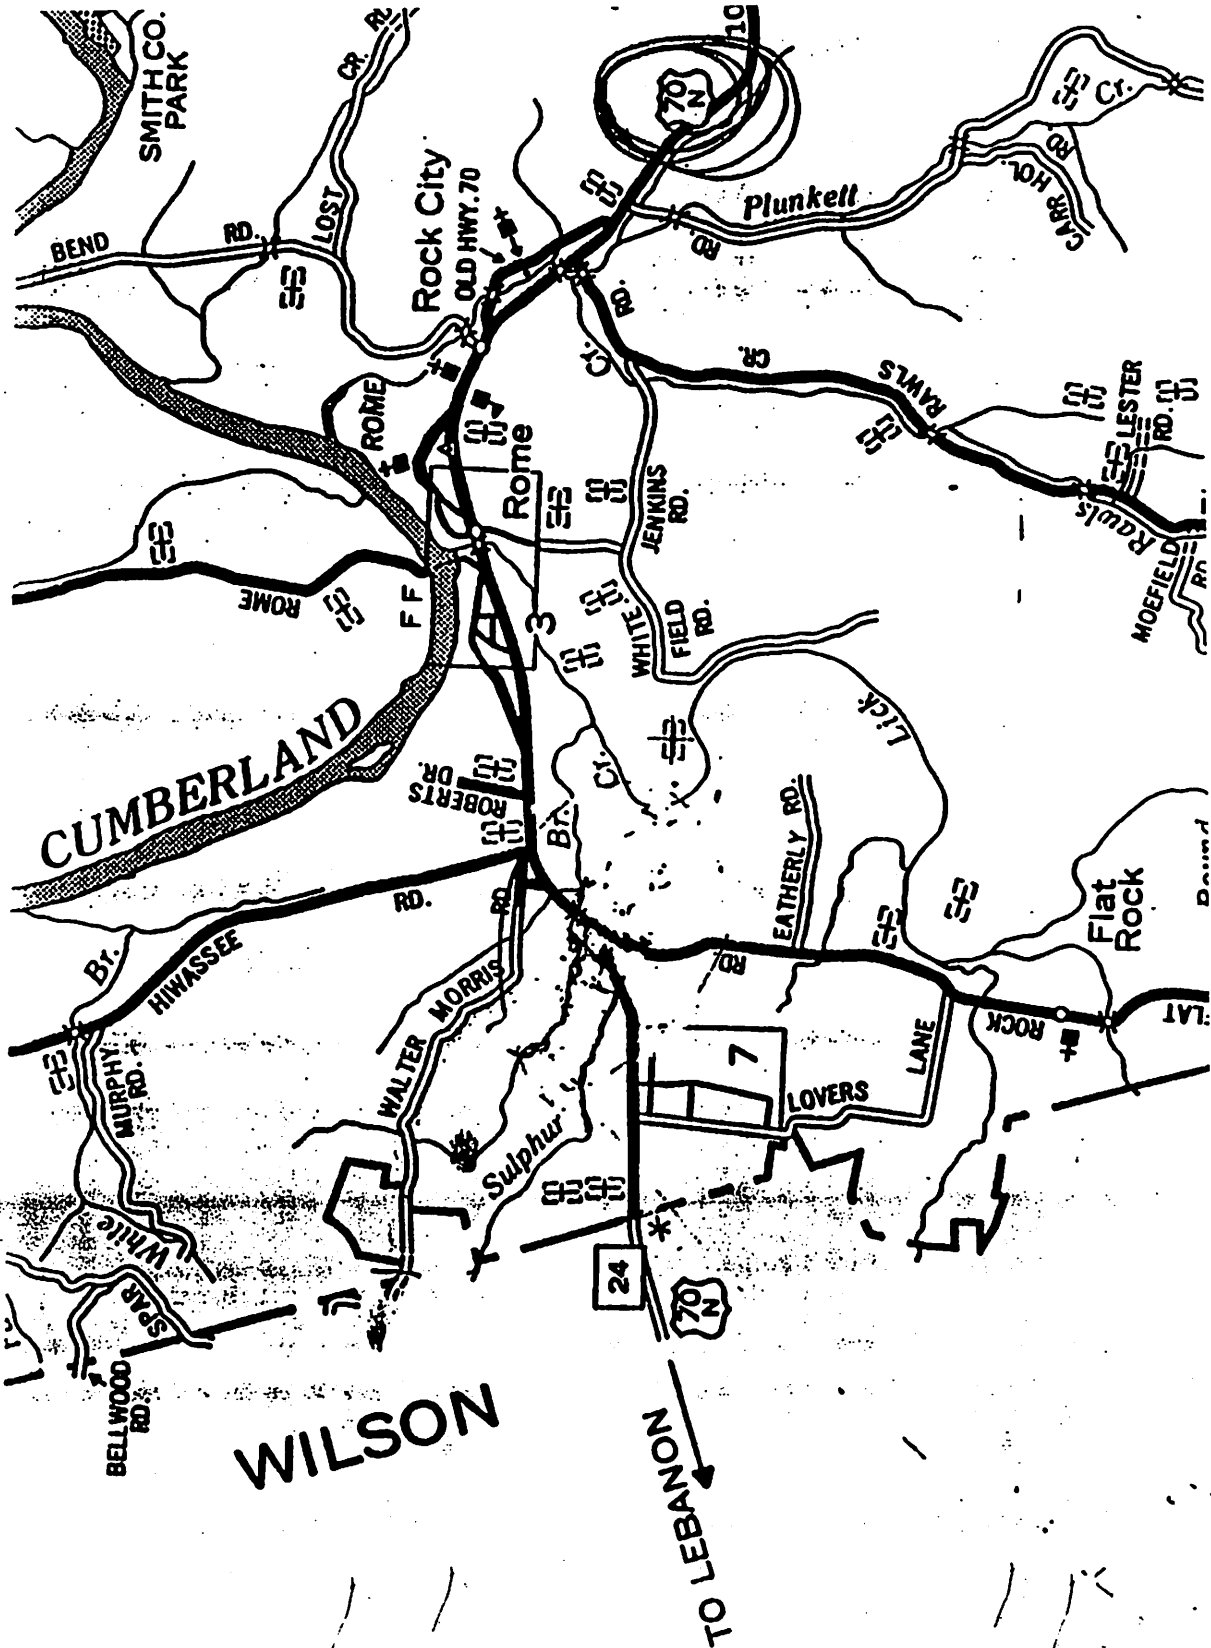 SMITH CO.
PARK
CR.
BEND
RD.
LOST
Rock City
OLD HWY. 70
70
N
10
Plunkett
RD.
Cr.
CARR HOL.
RD.
RD.
Cr.
CR.
RAWLS
LESTER
RD.
Rawls
MOEFIELD
RD.
ROME
Rome
JENKINS
RD.
ROME
F F
3
WHITE
FIELD
RD.
CUMBERLAND
ROBERTS
DR.
Cr.
Br.
Lick
EATHERLY RD.
Flat
Rock
RD.
RD.
HIWASSEE
Br.
WALTER MORRIS
RD.
ROCK
FLAT
LANE
LOVERS
7
MURPHY
RD.
Sulphur
White
SPAR
BELLWOOD
RD.
24
*
70
N
WILSON
TO LEBANON